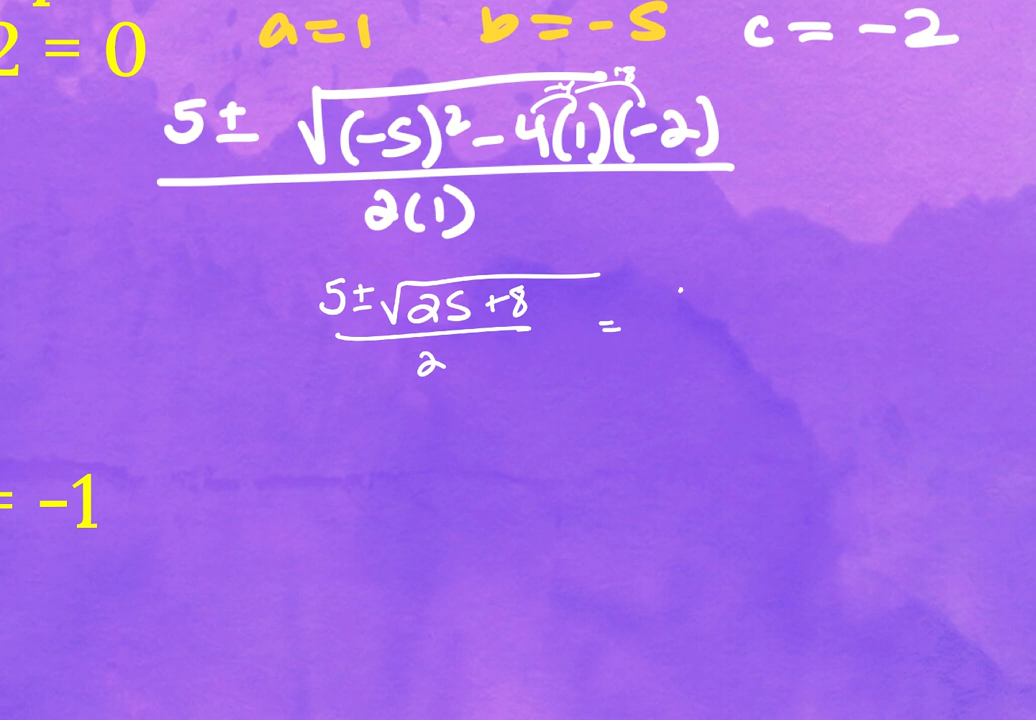 2 = 0 a=1 b=-5 c=-2
5 ± √(-5)² - 4(1)(-2)
2(1)
5±√25 +8 =
2
= -1